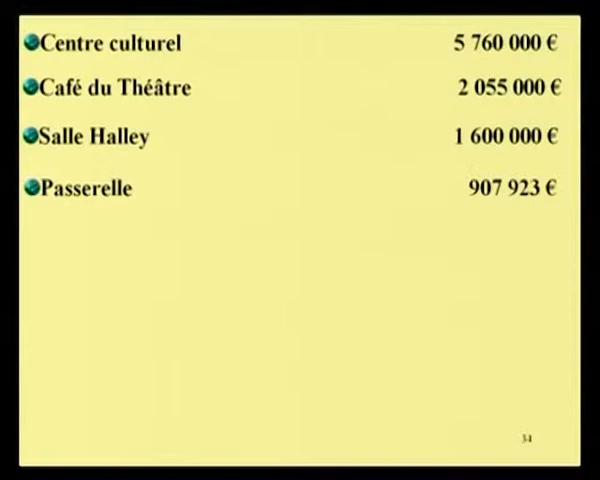 Centre culturel 5 760 000 €
Café du Théâtre 2 055 000 €
Salle Halley 1 600 000 €
Passerelle 907 923 €
34